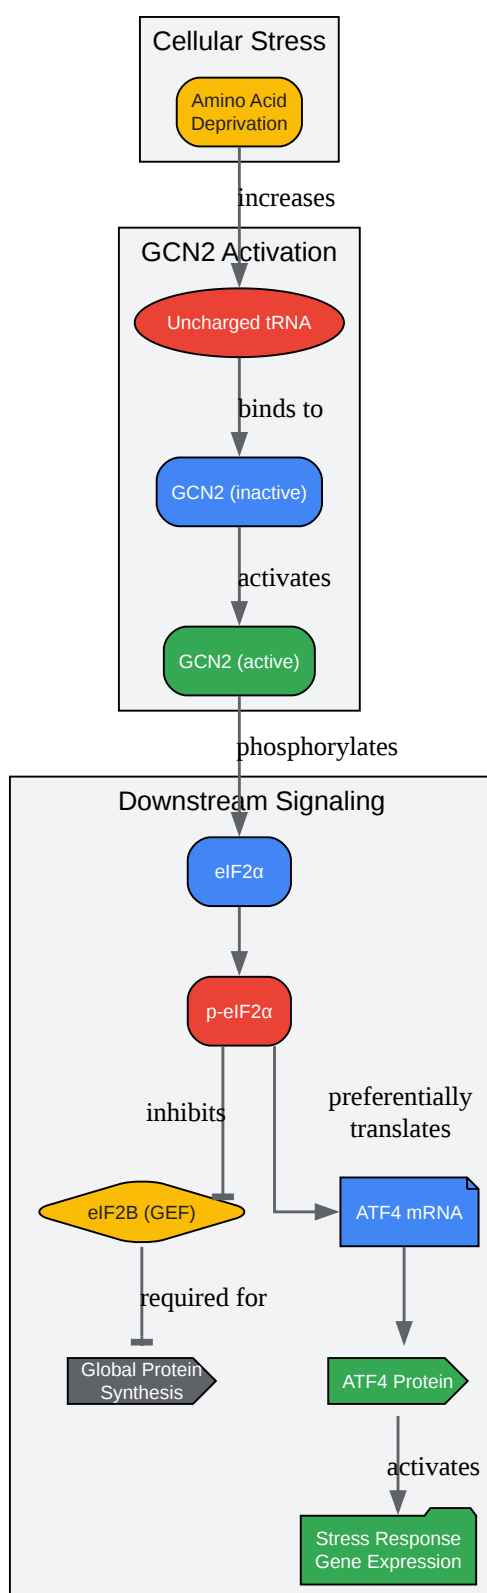 Cellular Stress
Amino Acid
Deprivation
increases
GCN2 Activation
Uncharged tRNA
binds to
GCN2 (inactive)
activates
GCN2 (active)
phosphorylates
Downstream Signaling
eIF2α
p-eIF2α
inhibits
preferentially
translates
eIF2B (GEF)
ATF4 mRNA
required for
Global Protein
Synthesis
ATF4 Protein
activates
Stress Response
Gene Expression